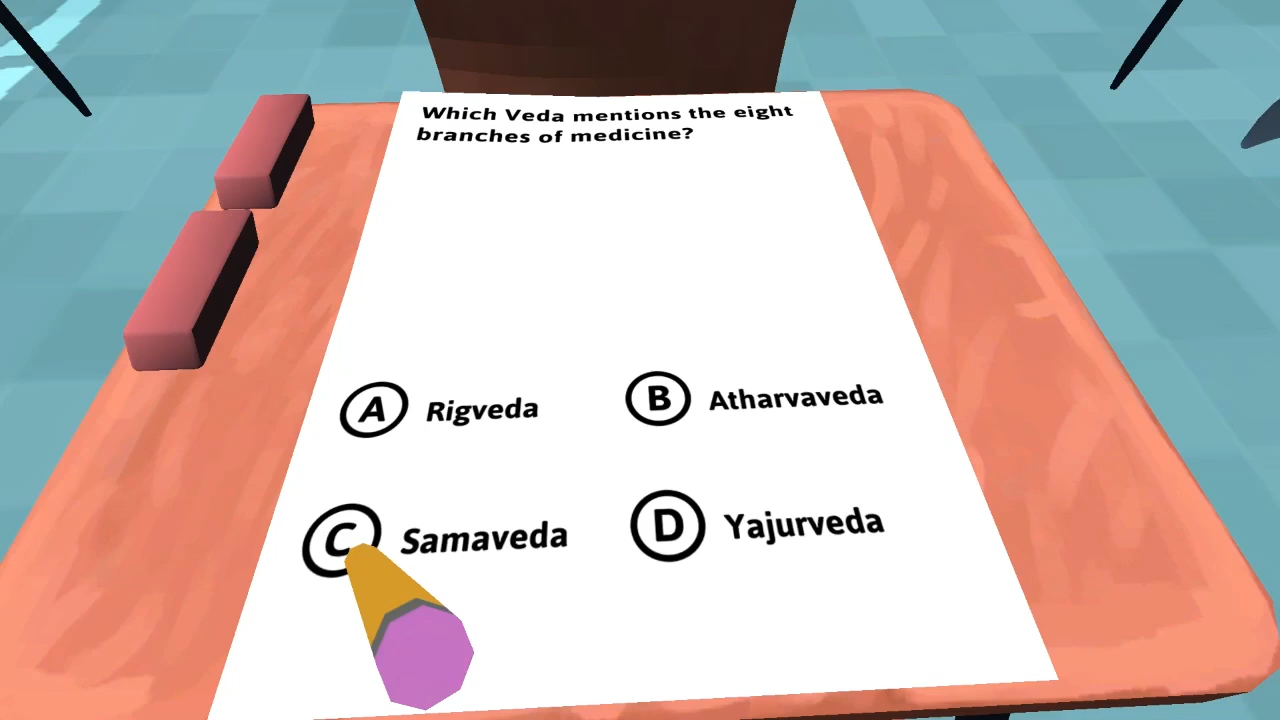 Which Veda mentions the eight
branches of medicine?
A Rigveda
B Atharvaveda
C Samaveda
D Yajurveda